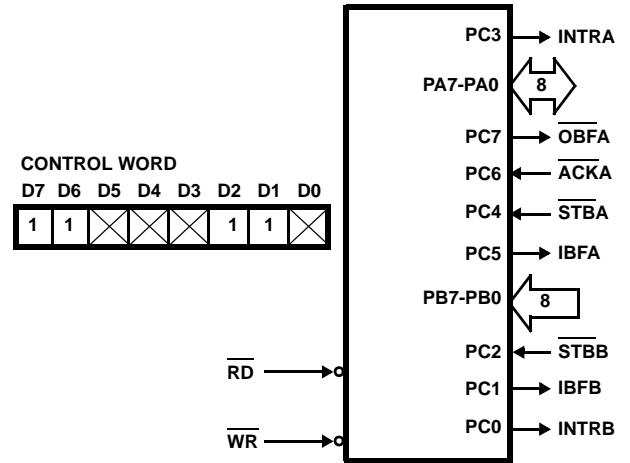 PC3 INTRA
PA7-PA0 8
PC7 OBFA
PC6 ACKA
PC4 STBA
PC5 IBFA
PB7-PB0 8
PC2 STBB
PC1 IBFB
PC0 INTRB
CONTROL WORD
D7 D6 D5 D4 D3 D2 D1 D0
1 1 1 1
RD
WR